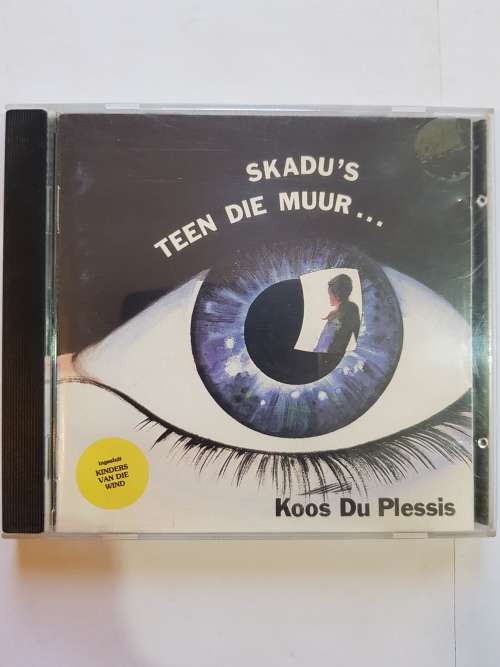 SKADU'S
TEEN DIE MUUR...
ingesluit
KINDERS
VAN DIE
WIND
Koos Du Plessis